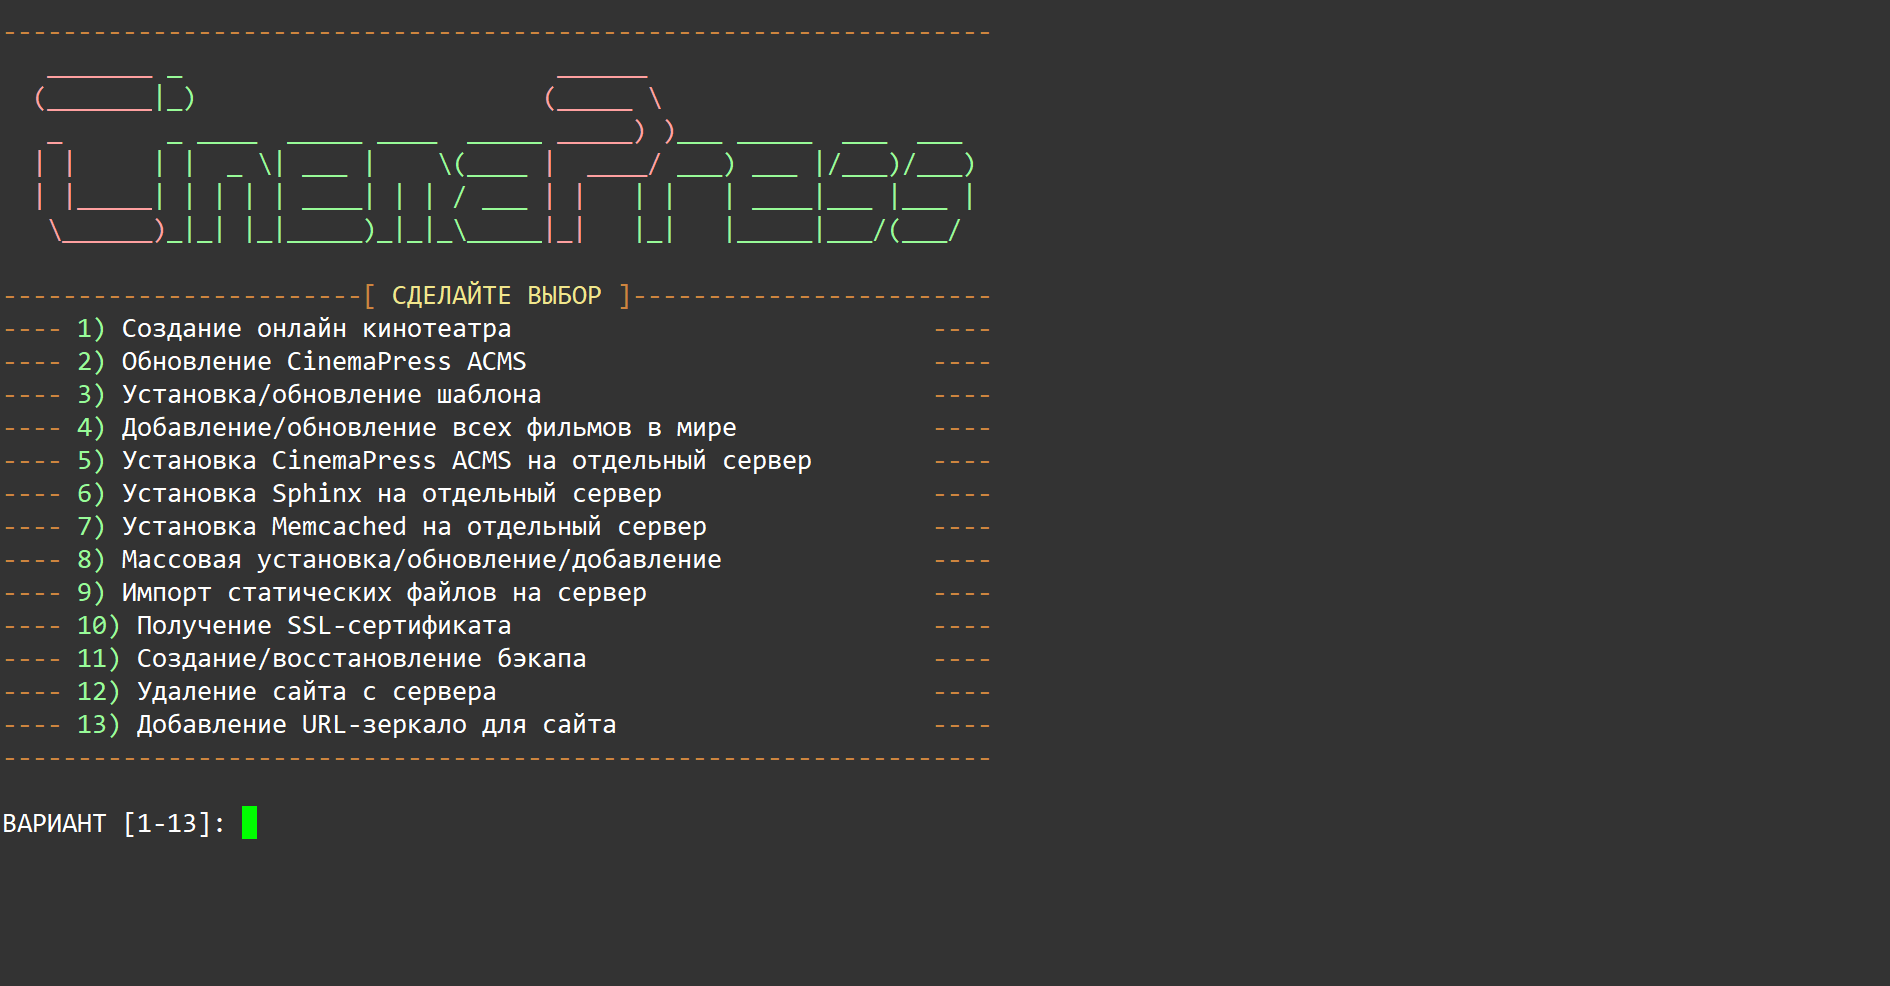 CinemaPress
------------------------[ СДЕЛАЙТЕ ВЫБОР ]------------------------
---- 1) Создание онлайн кинотеатра ----
---- 2) Обновление CinemaPress ACMS ----
---- 3) Установка/обновление шаблона ----
---- 4) Добавление/обновление всех фильмов в мире ----
---- 5) Установка CinemaPress ACMS на отдельный сервер ----
---- 6) Установка Sphinx на отдельный сервер ----
---- 7) Установка Memcached на отдельный сервер ----
---- 8) Массовая установка/обновление/добавление ----
---- 9) Импорт статических файлов на сервер ----
---- 10) Получение SSL-сертификата ----
---- 11) Создание/восстановление бэкапа ----
---- 12) Удаление сайта с сервера ----
---- 13) Добавление URL-зеркало для сайта ----
ВАРИАНТ [1-13]: